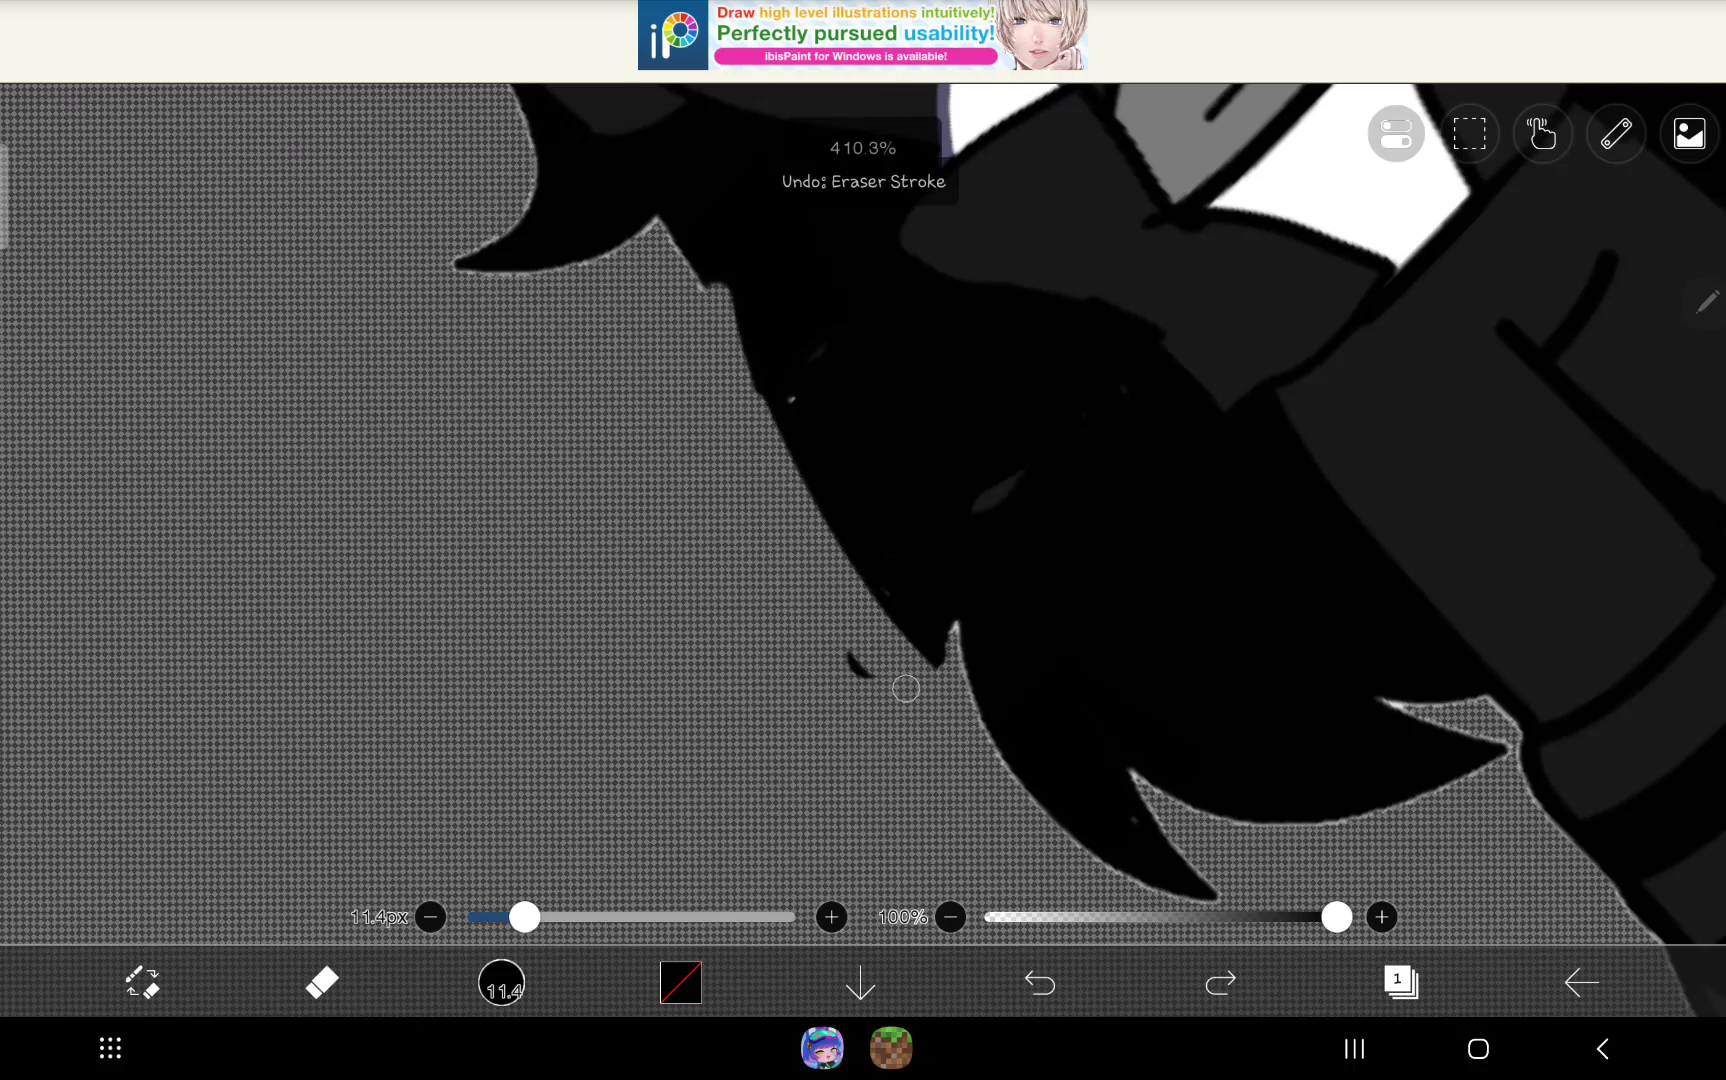 Draw high level illustrations intuitively!
iP
Perfectly pursued usability!
ibisPaint for Windows is available!
410.3%
Undo: Eraser Stroke
11.4px
100%
11.4
1